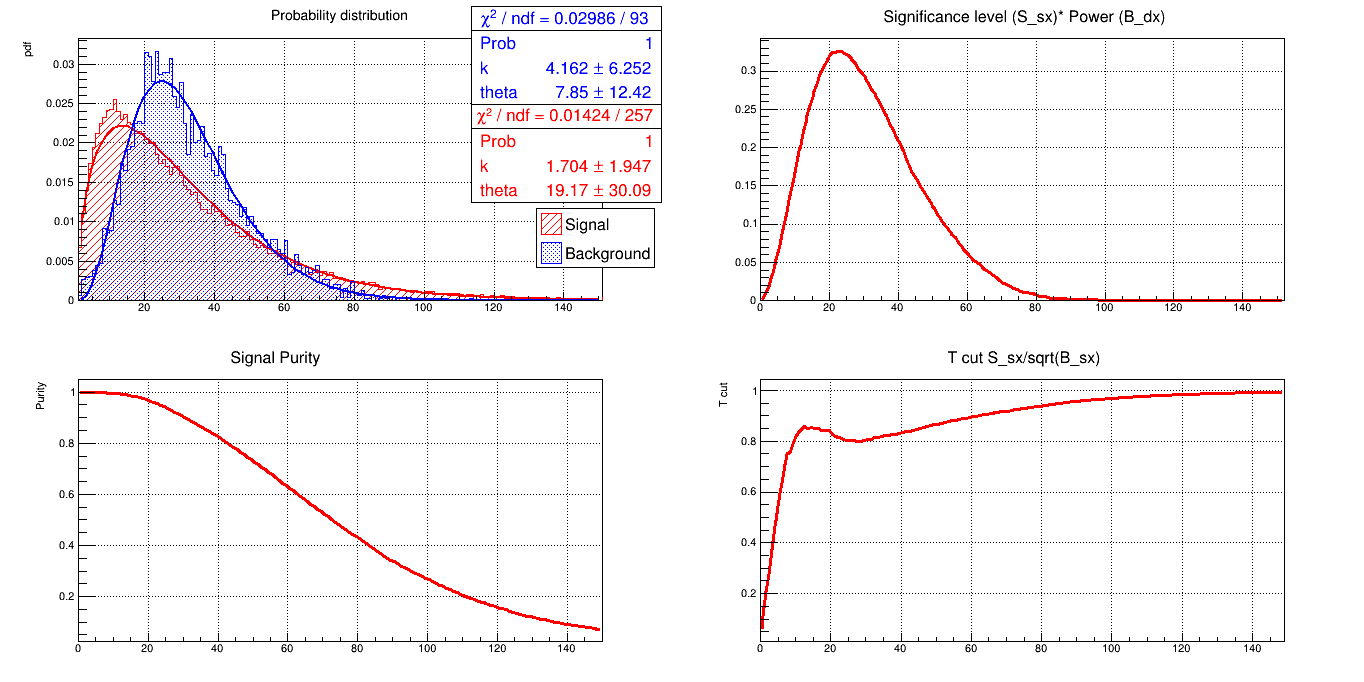 Probability distribution
pdf
0.03
0.025
0.02
0.015
0.01
0.005
0
0 20 40 60 80 100 120 140
χ² / ndf = 0.02986 / 93
Prob 1
k 4.162 ± 6.252
theta 7.85 ± 12.42
χ² / ndf = 0.01424 / 257
Prob 1
k 1.704 ± 1.947
theta 19.17 ± 30.09
Signal
Background
Significance level (S_sx)* Power (B_dx)
0.3
0.25
0.2
0.15
0.1
0.05
0
0 20 40 60 80 100 120 140
Signal Purity
Purity
1
0.8
0.6
0.4
0.2
0 20 40 60 80 100 120 140
T cut S_sx/sqrt(B_sx)
T cut
1
0.8
0.6
0.4
0.2
0 20 40 60 80 100 120 140